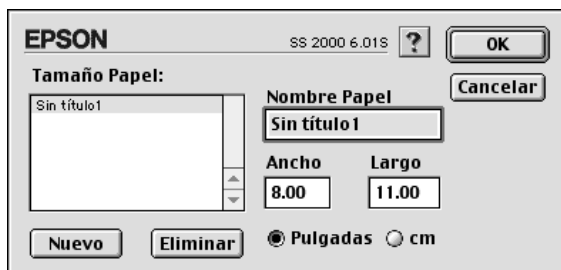 EPSON
SS 2000 6.01S
?
OK
Tamaño Papel:
Cancelar
Sin título1
Nombre Papel
Sin título1
Ancho
Largo
8.00
11.00
Nuevo
Eliminar
Pulgadas
cm